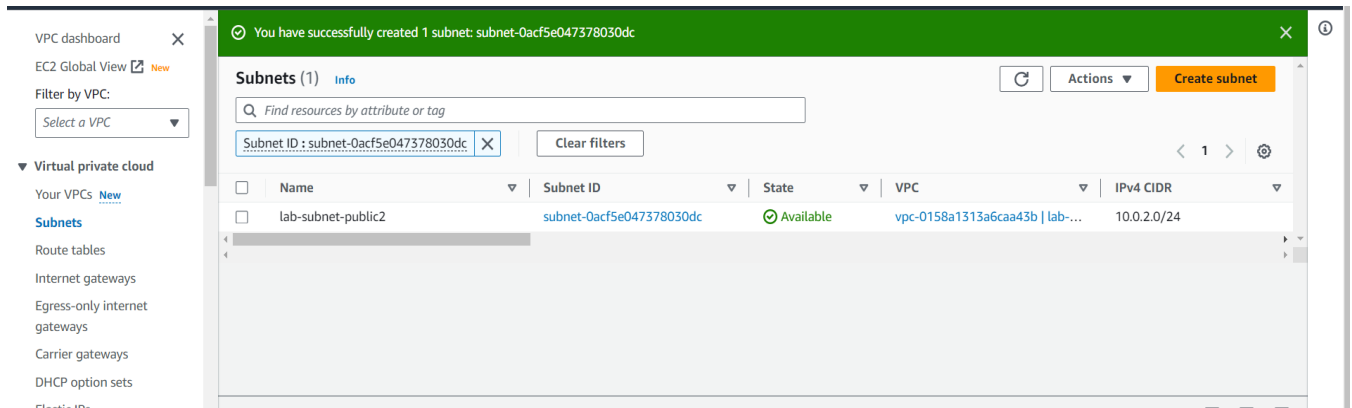 You have successfully created 1 subnet: subnet-0acf5e047378030dc
VPC dashboard
EC2 Global View New
Filter by VPC:
Select a VPC
Virtual private cloud
Your VPCs New
Subnets
Route tables
Internet gateways
Egress-only internet
gateways
Carrier gateways
DHCP option sets
Elastic IPs
Subnets (1) Info
Actions
Create subnet
Find resources by attribute or tag
Subnet ID : subnet-0acf5e047378030dc
Clear filters
1
Name Subnet ID State VPC IPv4 CIDR
lab-subnet-public2 subnet-0acf5e047378030dc Available vpc-0158a1313a6caa43b | lab-... 10.0.2.0/24